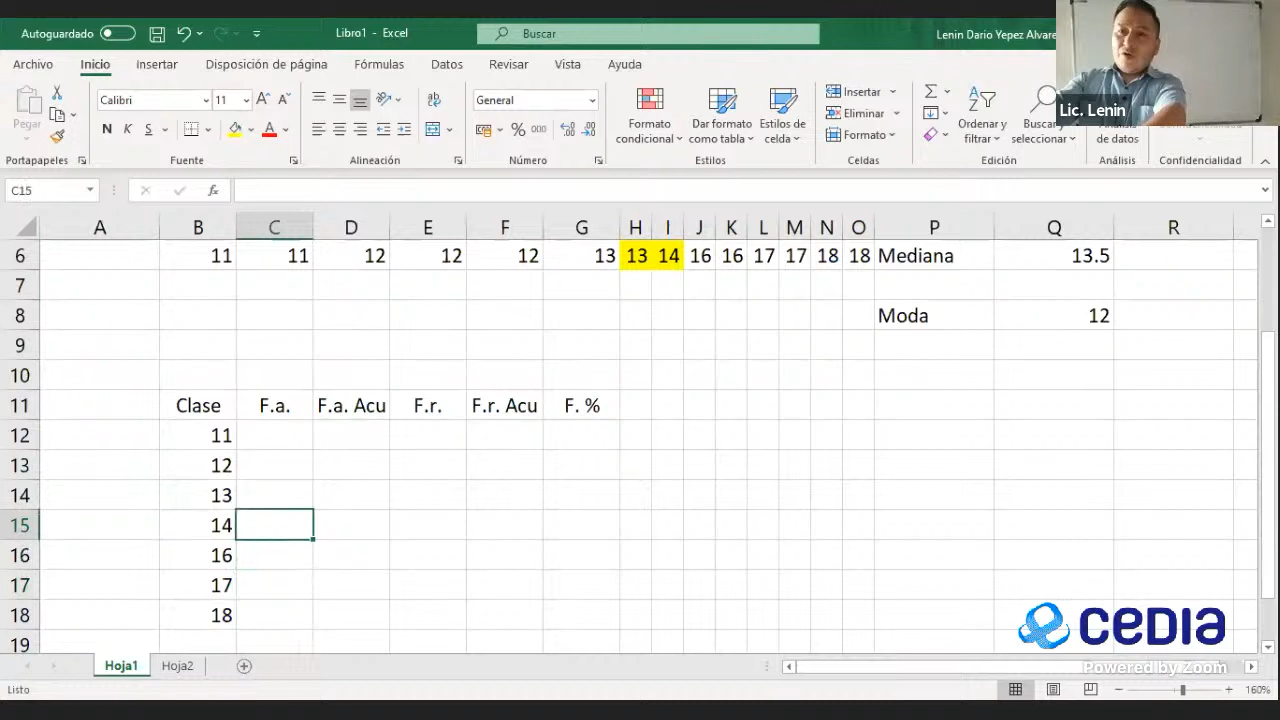 Autoguardado
Libro1 - Excel
Buscar
Lenin Dario Yepez Alvare
Archivo Inicio Insertar Disposición de página Fórmulas Datos Revisar Vista Ayuda
Pegar
Calibri 11
N K S
General
% 000
Formato condicional
Dar formato como tabla
Estilos de celda
Insertar
Eliminar
Formato
Ordenar y filtrar
Buscar y seleccionar
Análisis de datos
Confidencialidad
Lic. Lenin
Portapapeles Fuente Alineación Número Estilos Celdas Edición Análisis Confidencialidad
C15 fx
A B C D E F G H I J K L M N O P Q R
6 11 11 12 12 12 13 13 14 16 16 17 17 18 18 Mediana 13.5
7
8 Moda 12
9
10
11 Clase F.a. F.a. Acu F.r. F.r. Acu F. %
12 11
13 12
14 13
15 14
16 16
17 17
18 18
19
cedia
Powered by Zoom
Hoja1 Hoja2
Listo
160%